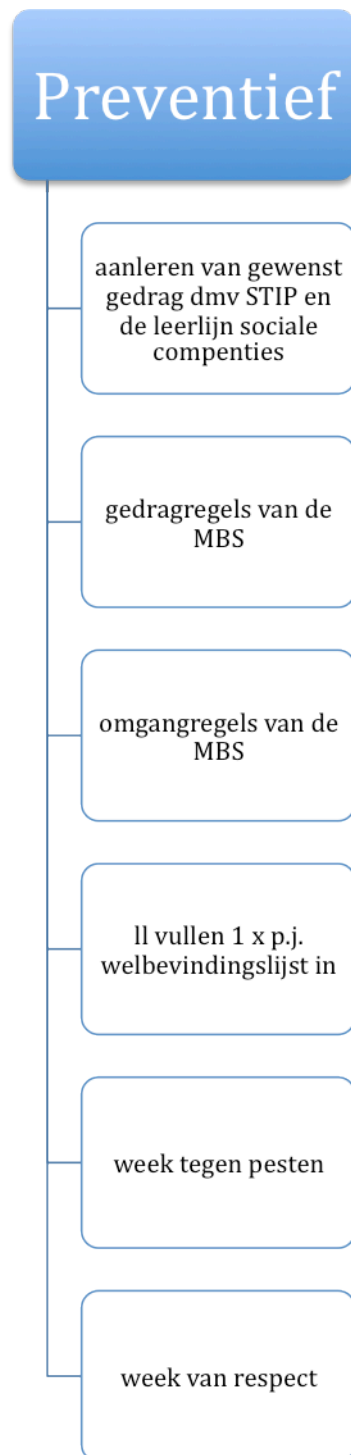 Preventief
aanleren van gewenst
gedrag dmv STIP en
de leerlijn sociale
compenties
gedragregels van de
MBS
omgangregels van de
MBS
ll vullen 1 x p.j.
welbevindingslijst in
week tegen pesten
week van respect